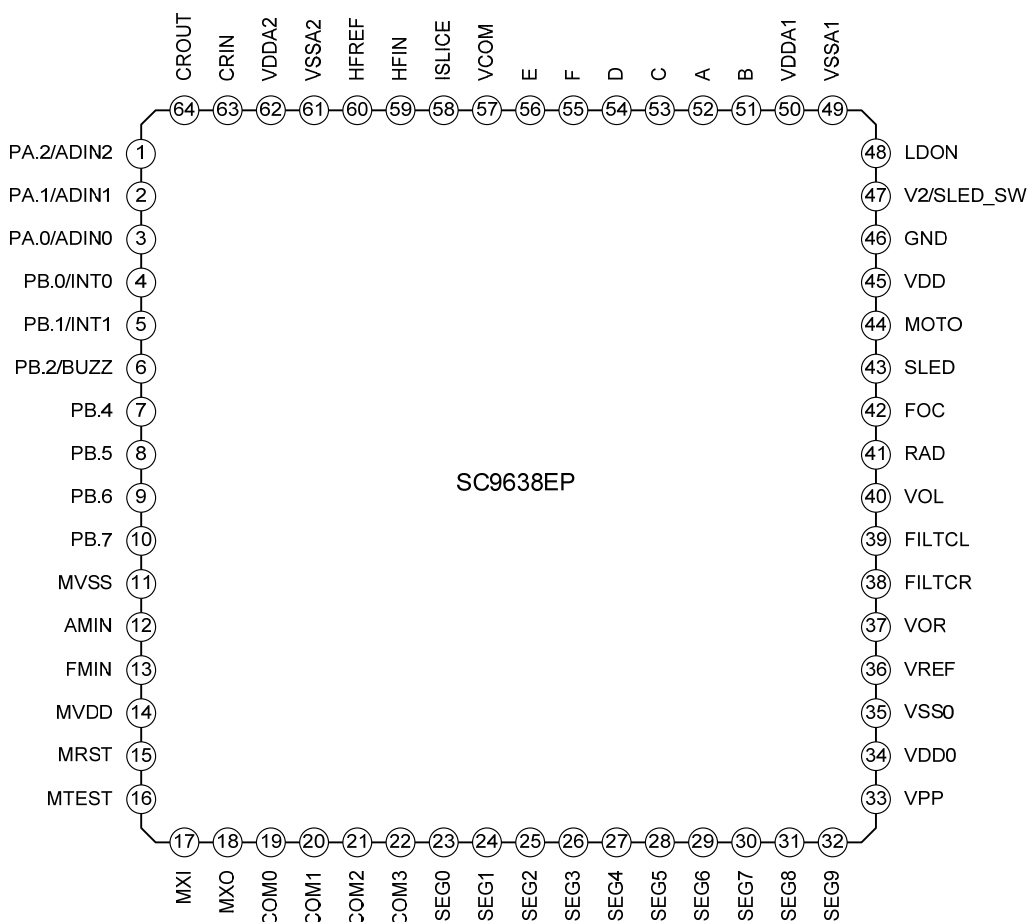 CROUT CRIN VDDA2 VSSA2 HFREF HFIN ISLICE VCOM E F D C A B VDDA1 VSSA1
64 63 62 61 60 59 58 57 56 55 54 53 52 51 50 49
PA.2/ADIN2 1 48 LDON
PA.1/ADIN1 2 47 V2/SLED_SW
PA.0/ADIN0 3 46 GND
PB.0/INT0 4 45 VDD
PB.1/INT1 5 44 MOTO
PB.2/BUZZ 6 43 SLED
PB.4 7 42 FOC
PB.5 8 41 RAD
SC9638EP
PB.6 9 40 VOL
PB.7 10 39 FILTCL
MVSS 11 38 FILTCR
AMIN 12 37 VOR
FMIN 13 36 VREF
MVDD 14 35 VSS0
MRST 15 34 VDD0
MTEST 16 33 VPP
17 18 19 20 21 22 23 24 25 26 27 28 29 30 31 32
MXI MXO COM0 COM1 COM2 COM3 SEG0 SEG1 SEG2 SEG3 SEG4 SEG5 SEG6 SEG7 SEG8 SEG9